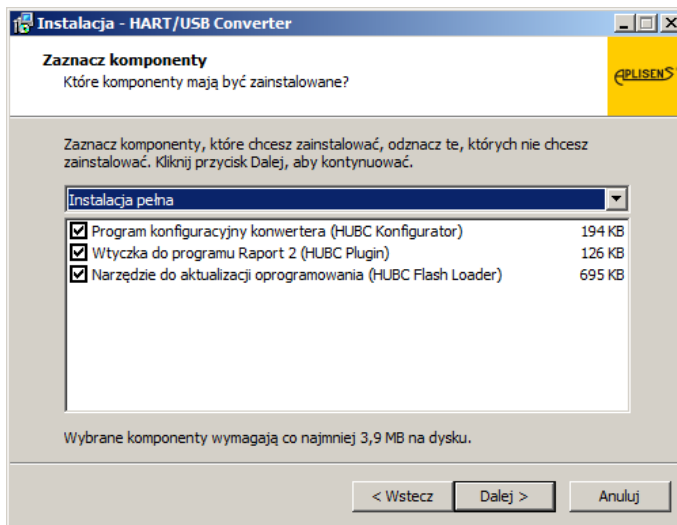 Instalacja - HART/USB Converter
Zaznacz komponenty
Które komponenty mają być zainstalowane?
APLISENS
Zaznacz komponenty, które chcesz zainstalować, odznacz te, których nie chcesz
zainstalować. Kliknij przycisk Dalej, aby kontynuować.
Instalacja pełna
Program konfiguracyjny konwertera (HUBC Konfigurator) 194 KB
Wtyczka do programu Raport 2 (HUBC Plugin) 126 KB
Narzędzie do aktualizacji oprogramowania (HUBC Flash Loader) 695 KB
Wybrane komponenty wymagają co najmniej 3,9 MB na dysku.
< Wstecz Dalej > Anuluj